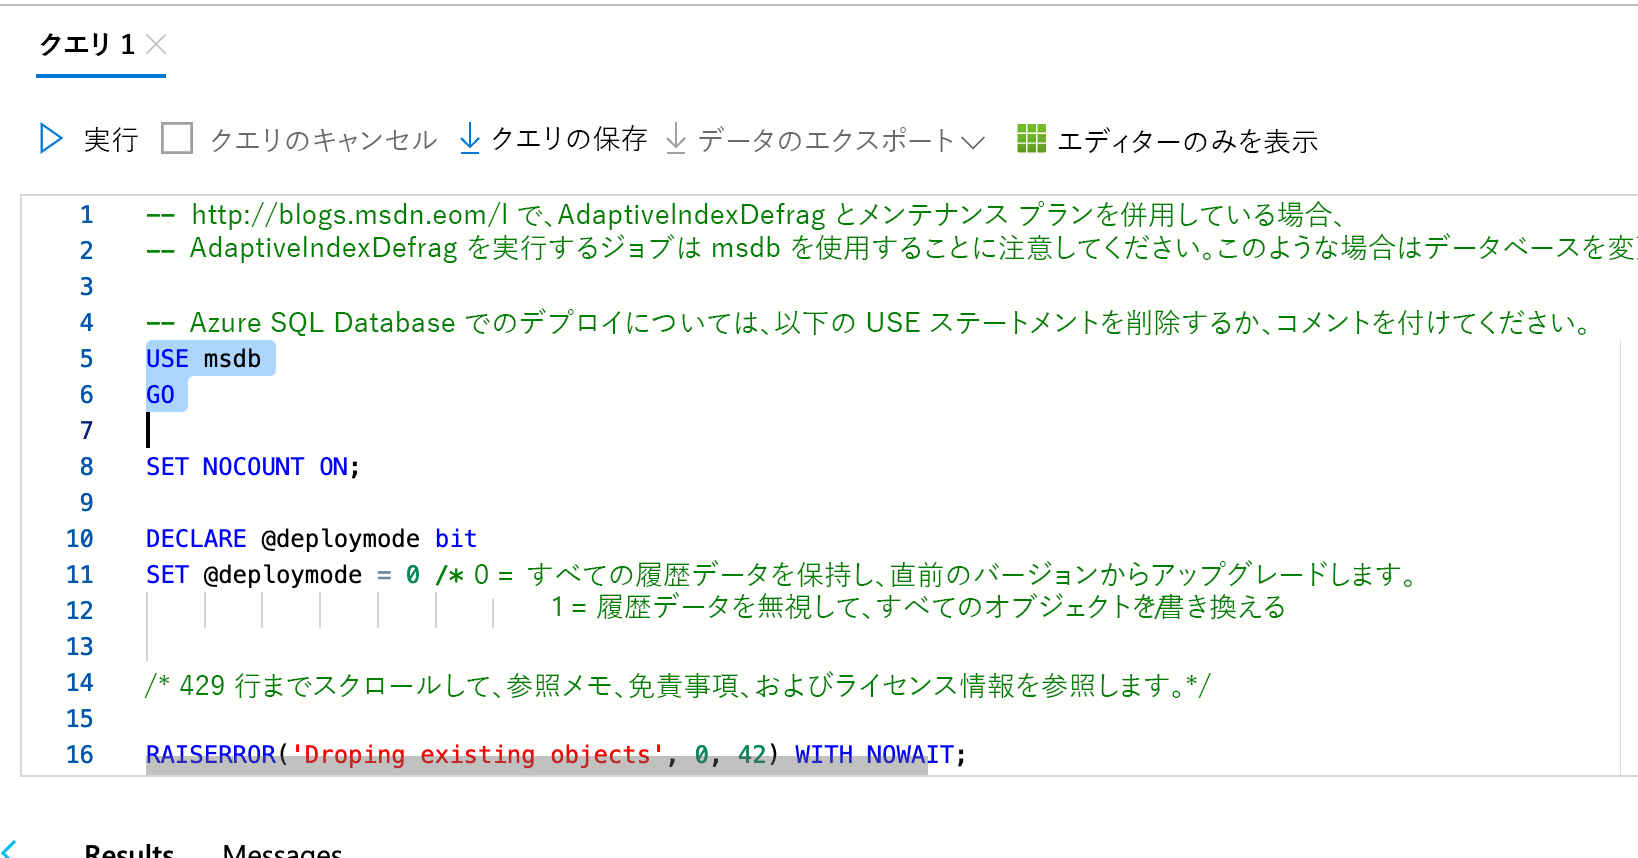 クエリ 1
実行 クエリのキャンセル クエリの保存 データのエクスポート エディターのみを表示
1 -- http://blogs.msdn.eom/l で、AdaptiveIndexDefrag とメンテナンス プランを併用している場合、
2 -- AdaptiveIndexDefrag を実行するジョブは msdb を使用することに注意してください。このような場合はデータベースを変
3
4 -- Azure SQL Database でのデプロイについては、以下の USE ステートメントを削除するか、コメントを付けてください。
5 USE msdb
6 GO
7
8 SET NOCOUNT ON;
9
10 DECLARE @deploymode bit
11 SET @deploymode = 0 /* 0 = すべての履歴データを保持し、直前のバージョンからアップグレードします。
12 1 = 履歴データを無視して、すべてのオブジェクトを書き換える */
13
14 /* 429 行までスクロールして、参照メモ、免責事項、およびライセンス情報を参照します。*/
15
16 RAISERROR('Droping existing objects', 0, 42) WITH NOWAIT;
Results Messages